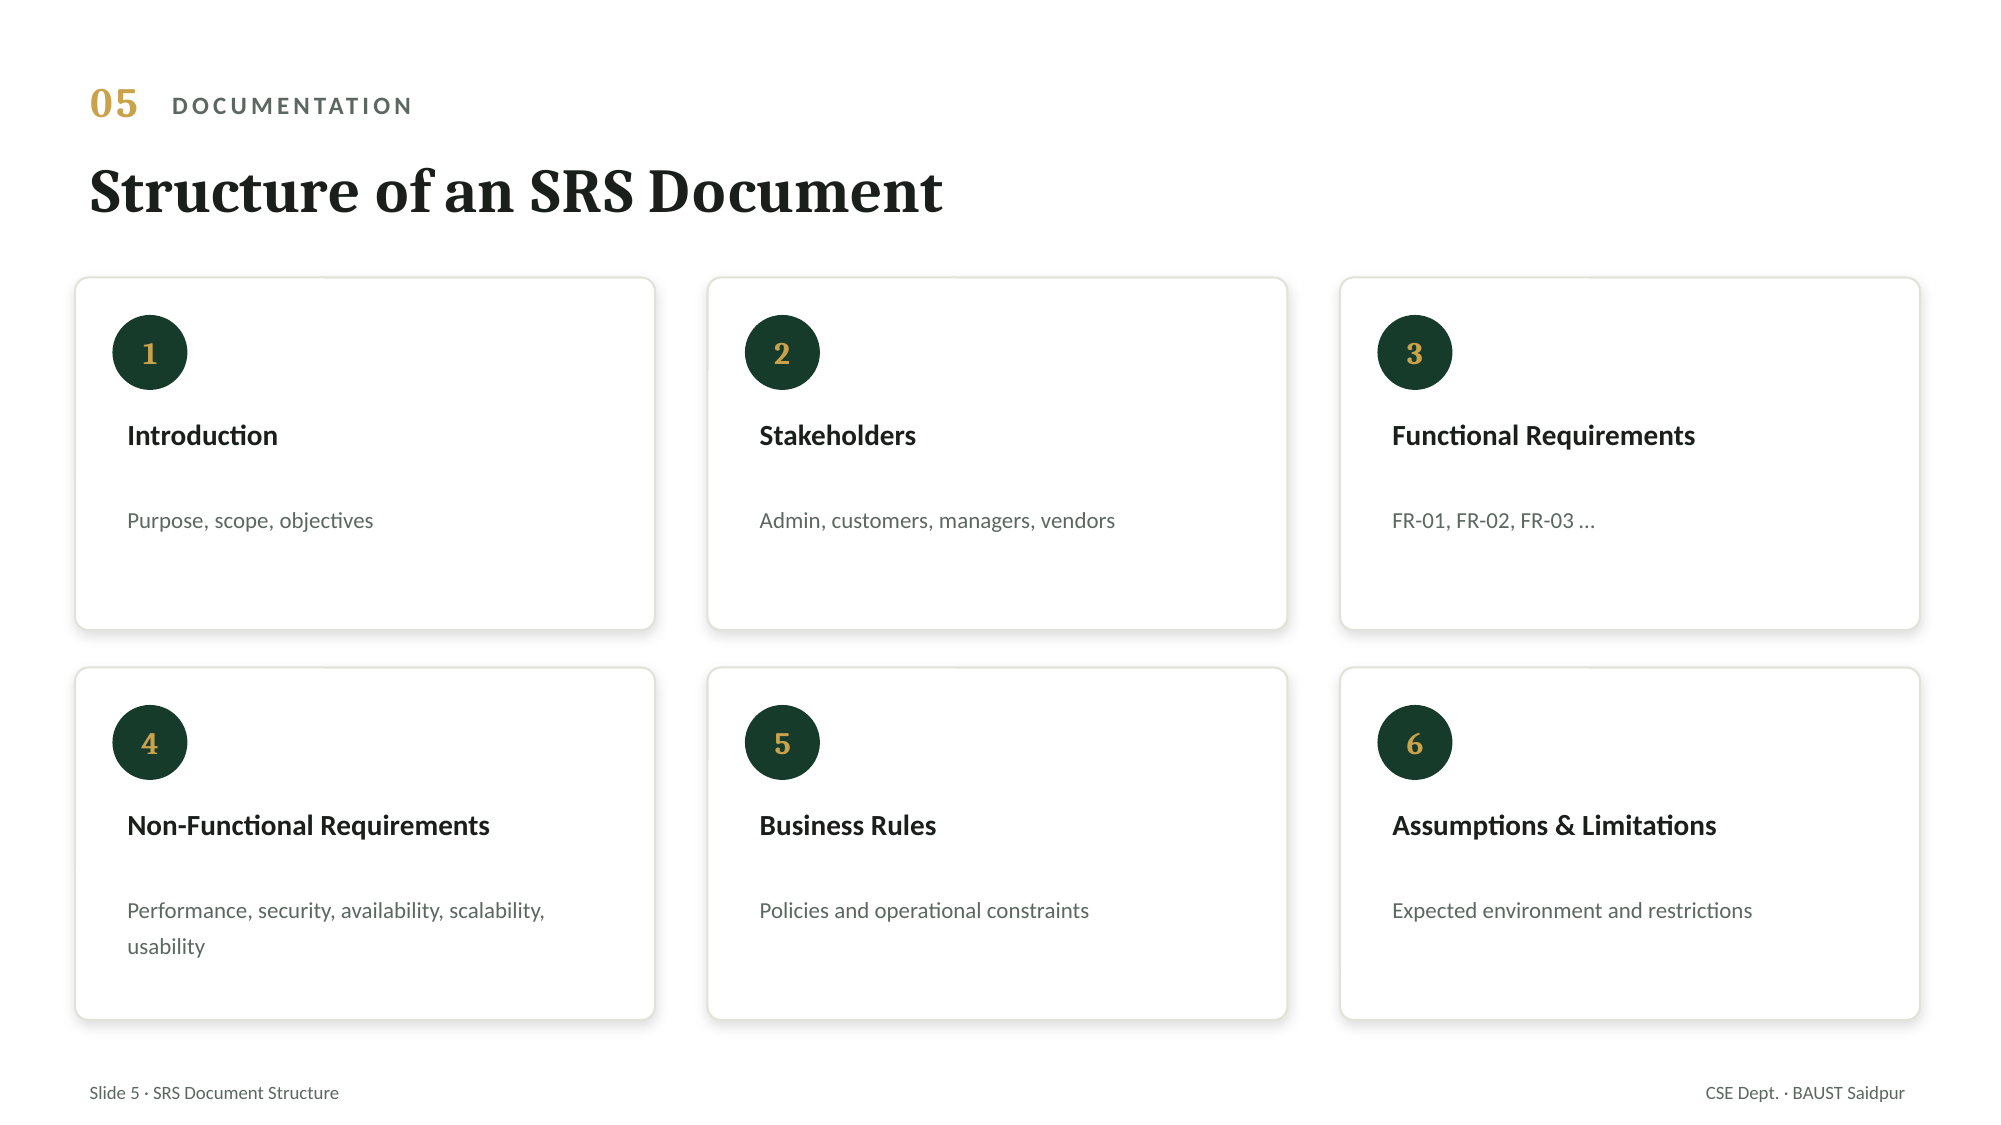 05 DOCUMENTATION
Structure of an SRS Document
1
Introduction
Purpose, scope, objectives
2
Stakeholders
Admin, customers, managers, vendors
3
Functional Requirements
FR-01, FR-02, FR-03 ...
4
Non-Functional Requirements
Performance, security, availability, scalability,
usability
5
Business Rules
Policies and operational constraints
6
Assumptions & Limitations
Expected environment and restrictions
Slide 5 · SRS Document Structure
CSE Dept. · BAUST Saidpur